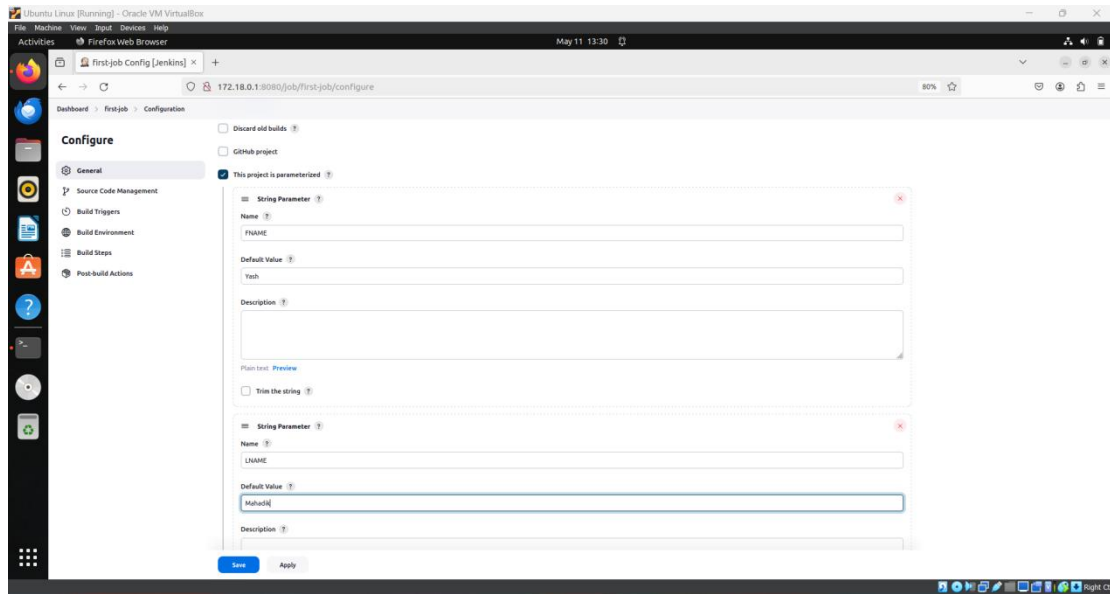 Ubuntu Linux [Running] - Oracle VM VirtualBox
File Machine View Input Devices Help
Activities Firefox Web Browser May 11 13:30
first-job Config [Jenkins]
172.18.0.1:8080/job/first-job/configure 80%
Dashboard > first-job > Configuration
Configure
General
Source Code Management
Build Triggers
Build Environment
Build Steps
Post-build Actions
Discard old builds ?
GitHub project
This project is parameterized ?
String Parameter ?
Name ?
FNAME
Default Value ?
Yash
Description ?
Plain text Preview
Trim the string ?
String Parameter ?
Name ?
LNAME
Default Value ?
Mahadik
Description ?
Save Apply
Right Ct